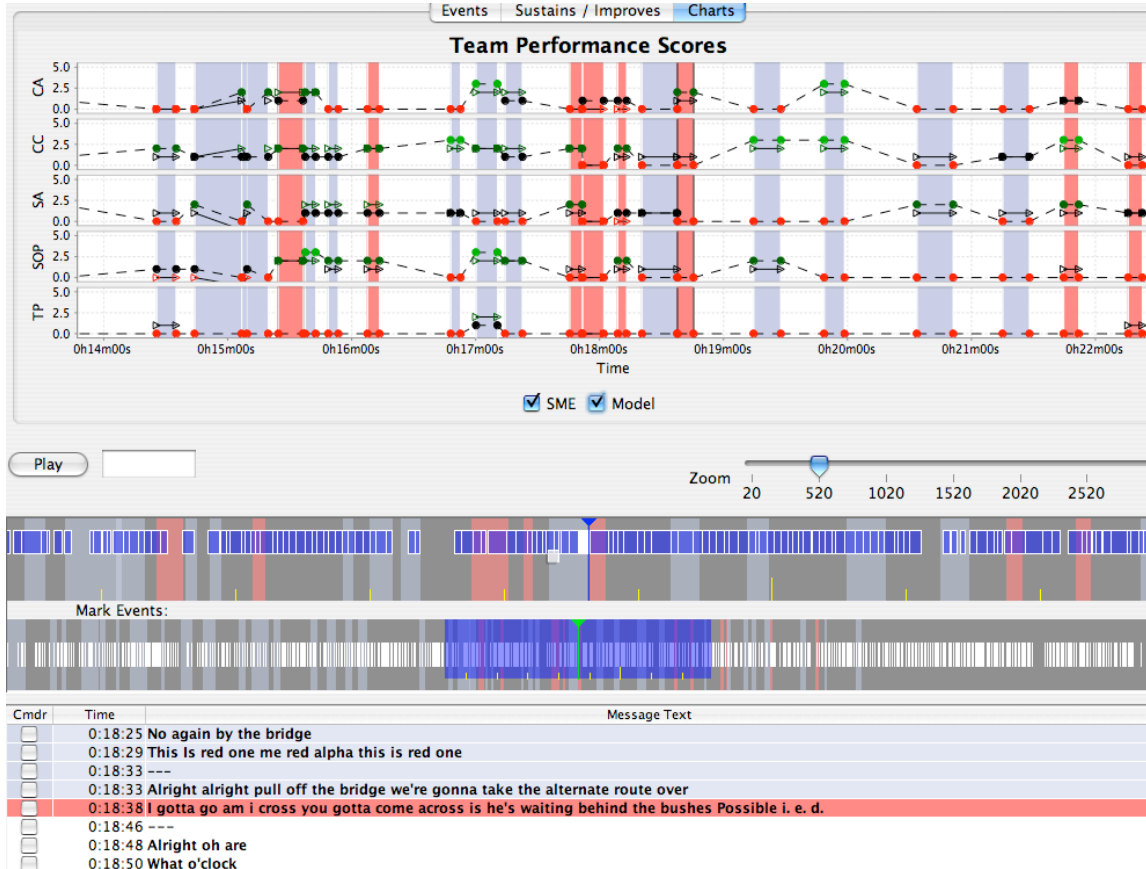 Events Sustains / Improves Charts
Team Performance Scores
CA 5.0 2.5 0.0
CC 5.0 2.5 0.0
SA 5.0 2.5 0.0
SOP 5.0 2.5 0.0
TP 5.0 2.5 0.0
0h14m00s 0h15m00s 0h16m00s 0h17m00s 0h18m00s 0h19m00s 0h20m00s 0h21m00s 0h22m00s
Time
SME Model
Play
Zoom
20 520 1020 1520 2020 2520
Mark Events:
Cmdr Time Message Text
0:18:25 No again by the bridge
0:18:29 This Is red one me red alpha this is red one
0:18:33 ---
0:18:33 Alright alright pull off the bridge we're gonna take the alternate route over
0:18:38 I gotta go am i cross you gotta come across is he's waiting behind the bushes Possible i. e. d.
0:18:46 ---
0:18:48 Alright oh are
0:18:50 What o'clock